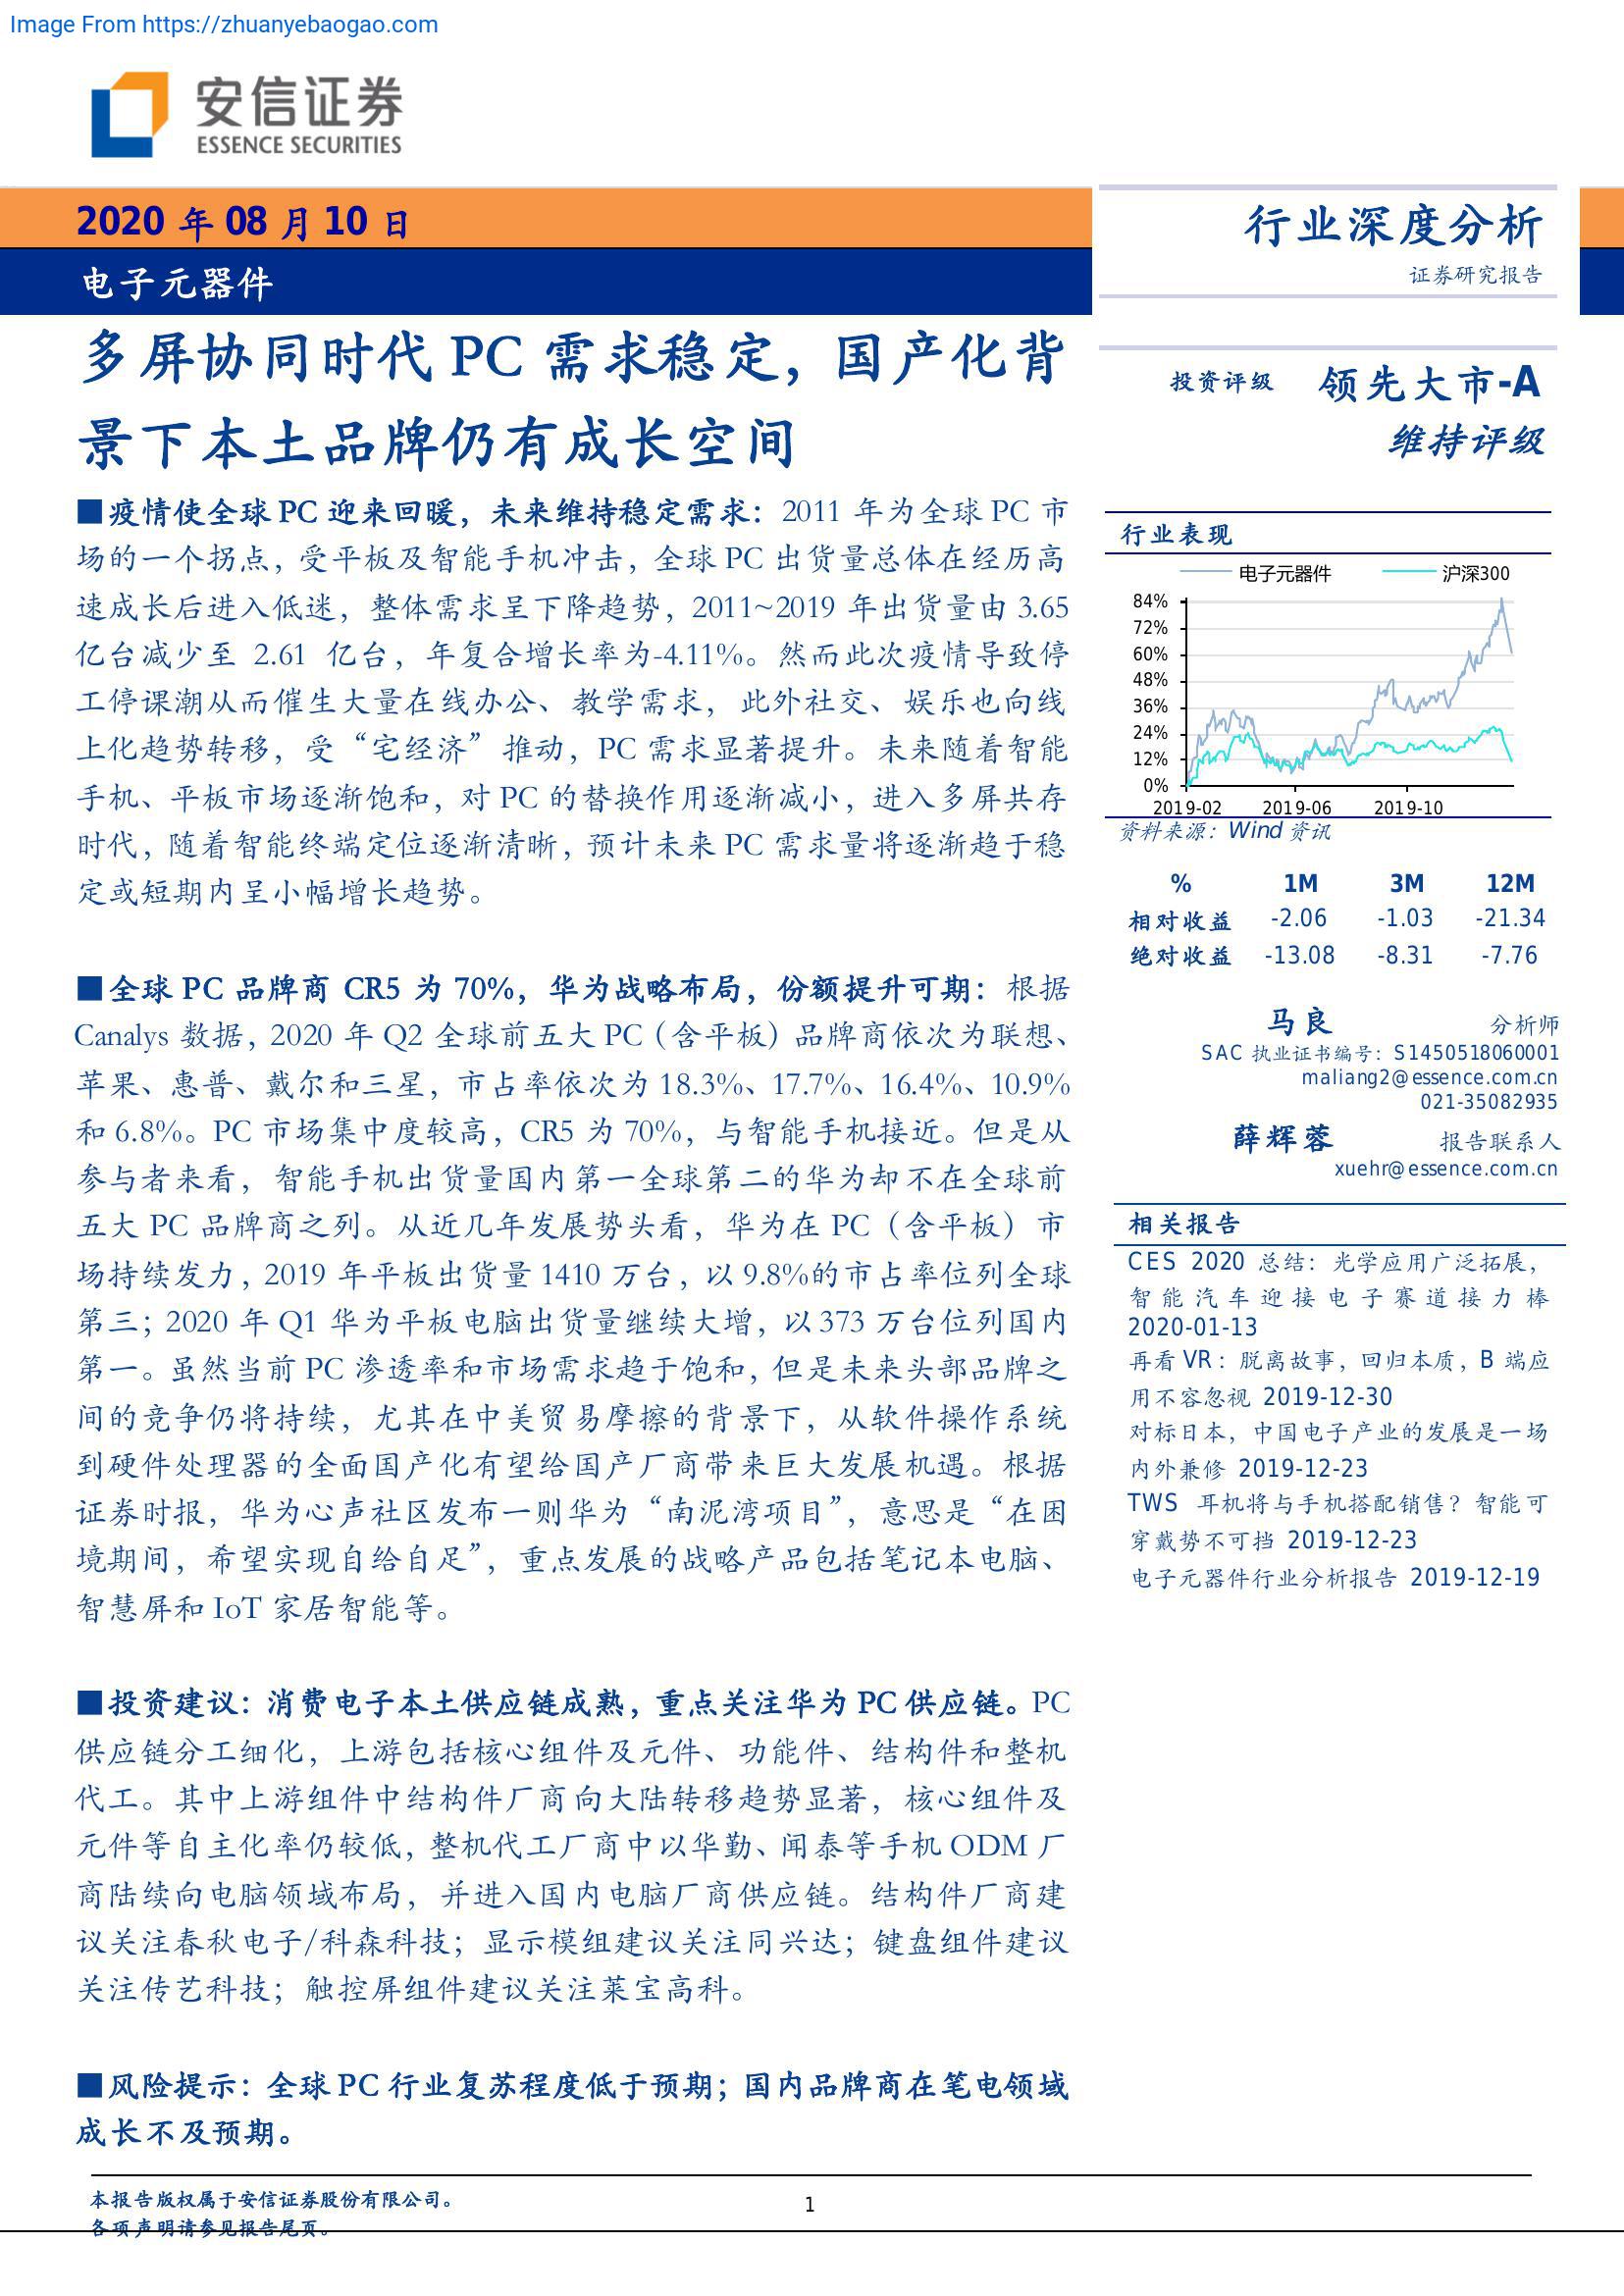 Image From https://zhuanyebaogao.com
安信证券
ESSENCE SECURITIES
2020 年 08 月 10 日
电子元器件
多屏协同时代 PC 需求稳定，国产化背
景下本土品牌仍有成长空间
■疫情使全球 PC 迎来回暖，未来维持稳定需求：2011 年为全球 PC 市
场的一个拐点，受平板及智能手机冲击，全球 PC 出货量总体在经历高
速成长后进入低迷，整体需求呈下降趋势，2011~2019 年出货量由 3.65
亿台减少至 2.61 亿台，年复合增长率为-4.11%。然而此次疫情导致停
工停课潮从而催生大量在线办公、教学需求，此外社交、娱乐也向线
上化趋势转移，受“宅经济”推动，PC 需求显著提升。未来随着智能
手机、平板市场逐渐饱和，对 PC 的替换作用逐渐减小，进入多屏共存
时代，随着智能终端定位逐渐清晰，预计未来 PC 需求量将逐渐趋于稳
定或短期内呈小幅增长趋势。
■全球 PC 品牌商 CR5 为 70%，华为战略布局，份额提升可期：根据
Canalys 数据，2020 年 Q2 全球前五大 PC（含平板）品牌商依次为联想、
苹果、惠普、戴尔和三星，市占率依次为 18.3%、17.7%、16.4%、10.9%
和 6.8%。PC 市场集中度较高，CR5 为 70%，与智能手机接近。但是从
参与者来看，智能手机出货量国内第一全球第二的华为却不在全球前
五大 PC 品牌商之列。从近几年发展势头看，华为在 PC（含平板）市
场持续发力，2019 年平板出货量 1410 万台，以 9.8%的市占率位列全球
第三；2020 年 Q1 华为平板电脑出货量继续大增，以 373 万台位列国内
第一。虽然当前 PC 渗透率和市场需求趋于饱和，但是未来头部品牌之
间的竞争仍将持续，尤其在中美贸易摩擦的背景下，从软件操作系统
到硬件处理器的全面国产化有望给国产厂商带来巨大发展机遇。根据
证券时报，华为心声社区发布一则华为“南泥湾项目”，意思是“在困
境期间，希望实现自给自足”，重点发展的战略产品包括笔记本电脑、
智慧屏和 IoT 家居智能等。
■投资建议：消费电子本土供应链成熟，重点关注华为 PC 供应链。PC
供应链分工细化，上游包括核心组件及元件、功能件、结构件和整机
代工。其中上游组件中结构件厂商向大陆转移趋势显著，核心组件及
元件等自主化率仍较低，整机代工厂商中以华勤、闻泰等手机 ODM 厂
商陆续向电脑领域布局，并进入国内电脑厂商供应链。结构件厂商建
议关注春秋电子/科森科技；显示模组建议关注同兴达；键盘组件建议
关注传艺科技；触控屏组件建议关注莱宝高科。
■风险提示：全球 PC 行业复苏程度低于预期；国内品牌商在笔电领域
成长不及预期。
行业深度分析
证券研究报告
投资评级 领先大市-A
维持评级
行业表现
电子元器件 沪深300
84%
72%
60%
48%
36%
24%
12%
0%
2019-02 2019-06 2019-10
资料来源：Wind 资讯
% 1M 3M 12M
相对收益 -2.06 -1.03 -21.34
绝对收益 -13.08 -8.31 -7.76
马良 分析师
SAC 执业证书编号：S1450518060001
maliang2@essence.com.cn
021-35082935
薛辉蓉 报告联系人
xuehr@essence.com.cn
相关报告
CES 2020 总结：光学应用广泛拓展，
智能汽车迎接电子赛道接力棒
2020-01-13
再看 VR：脱离故事，回归本质，B 端应
用不容忽视 2019-12-30
对标日本，中国电子产业的发展是一场
内外兼修 2019-12-23
TWS 耳机将与手机搭配销售？智能可
穿戴势不可挡 2019-12-23
电子元器件行业分析报告 2019-12-19
本报告版权属于安信证券股份有限公司。
各项声明请参见报告尾页。
1